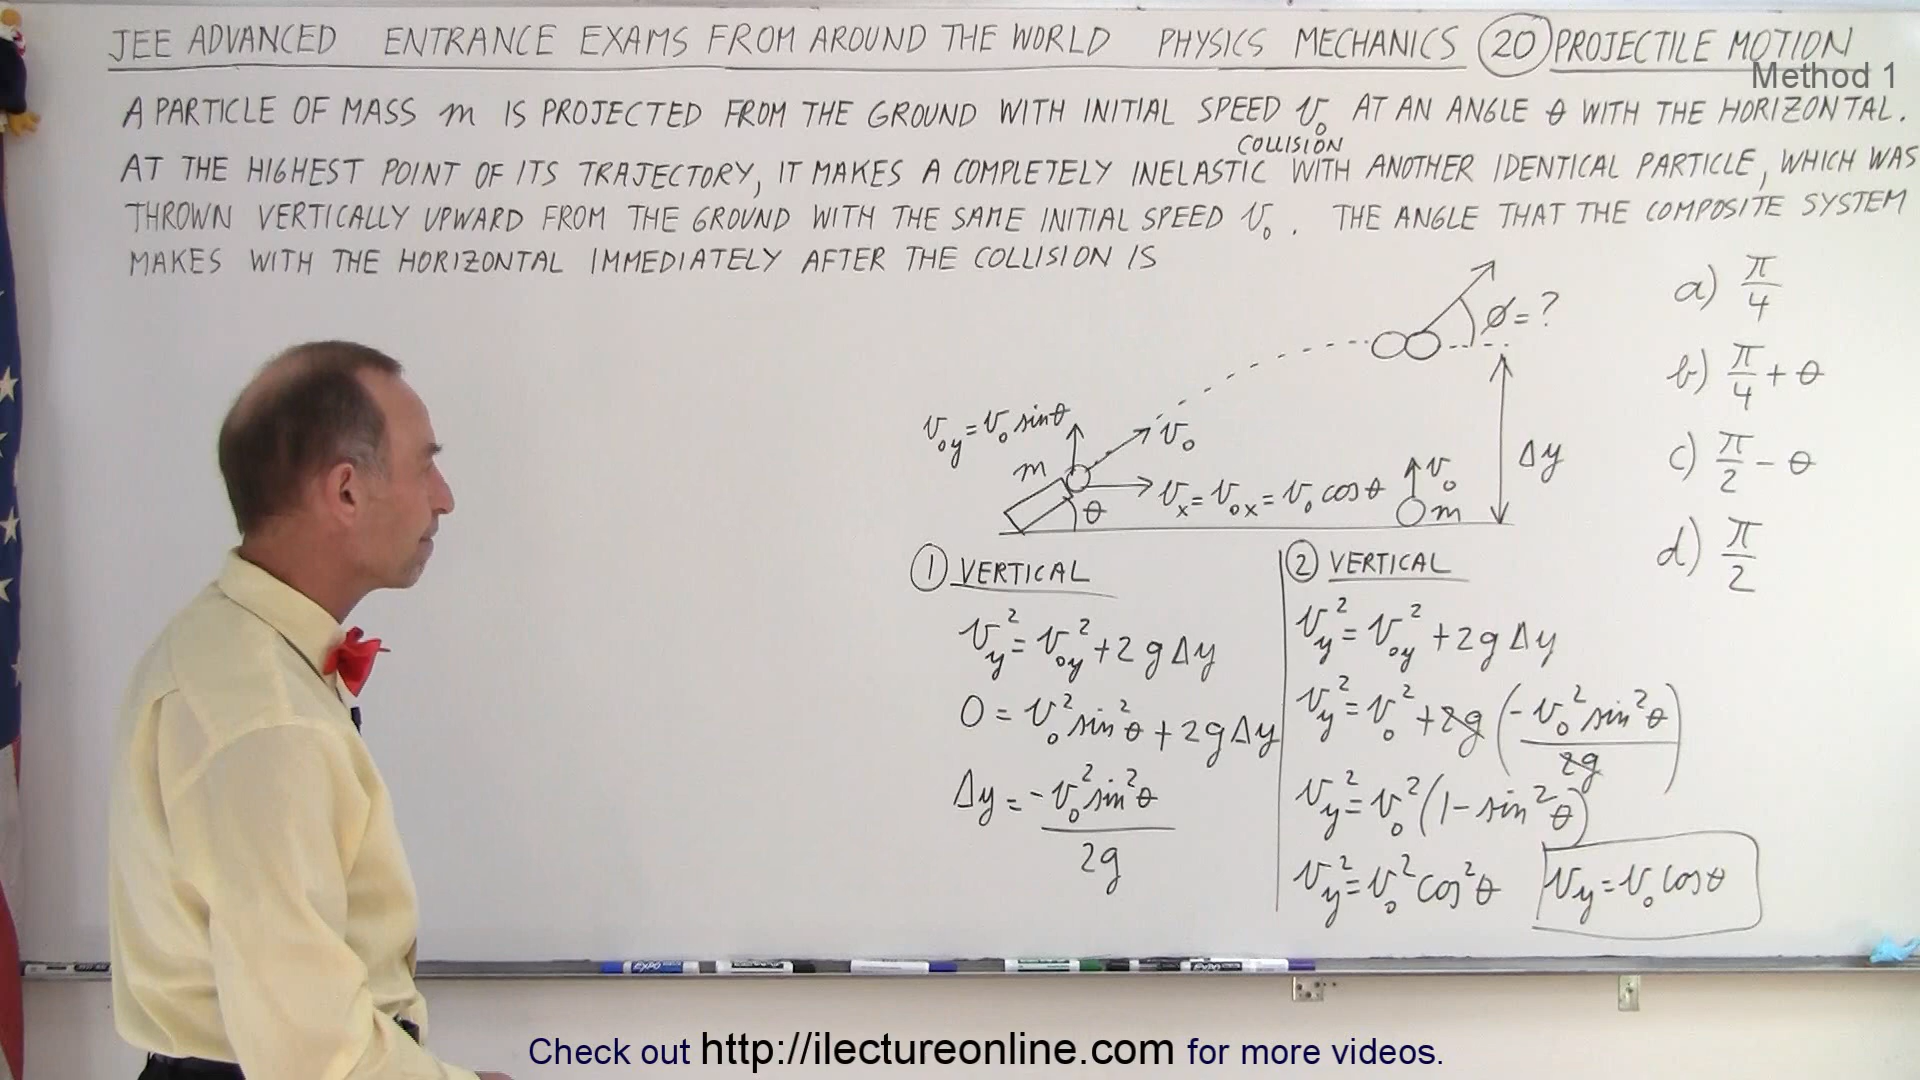 JEE ADVANCED ENTRANCE EXAMS FROM AROUND THE WORLD PHYSICS MECHANICS 20 PROJECTILE MOTION
Method 1
A PARTICLE OF MASS m IS PROJECTED FROM THE GROUND WITH INITIAL SPEED v₀ AT AN ANGLE θ WITH THE HORIZONTAL.
COLLISION
AT THE HIGHEST POINT OF ITS TRAJECTORY, IT MAKES A COMPLETELY INELASTIC WITH ANOTHER IDENTICAL PARTICLE, WHICH WAS
THROWN VERTICALLY UPWARD FROM THE GROUND WITH THE SAME INITIAL SPEED v₀. THE ANGLE THAT THE COMPOSITE SYSTEM
MAKES WITH THE HORIZONTAL IMMEDIATELY AFTER THE COLLISION IS
a) π/4
ø = ?
b) π/4 + θ
v₀y = v₀ sinθ
v₀
m
Δy
c) π/2 - θ
vₓ = v₀ₓ = v₀ cosθ
v₀
θ
m
d) π/2
① VERTICAL
v_y² = v₀y² + 2gΔy
0 = v₀² sin²θ + 2gΔy
Δy = -v₀² sin²θ / 2g
② VERTICAL
v_y² = v₀y² + 2gΔy
v_y² = v₀² + 2g (-v₀² sin²θ / 2g)
v_y² = v₀² (1 - sin²θ)
v_y² = v₀² cos²θ
v_y = v₀ cosθ
Check out http://ilectureonline.com for more videos.